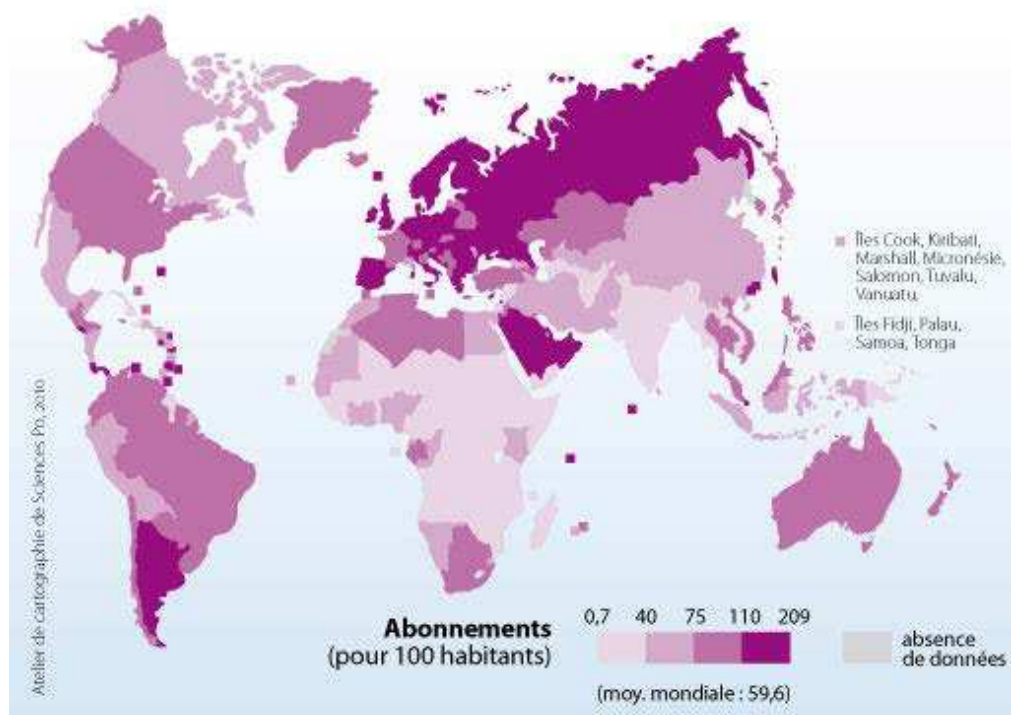 Îles Cook, Kiribati,
Marshall, Micronésie,
Salomon, Tuvalu,
Vanuatu,
Îles Fidji, Palau,
Samoa, Tonga
Atelier de cartographie de Sciences Po, 2010
Abonnements
(pour 100 habitants)
0,7 40 75 110 209
(moy. mondiale : 59,6)
absence
de données